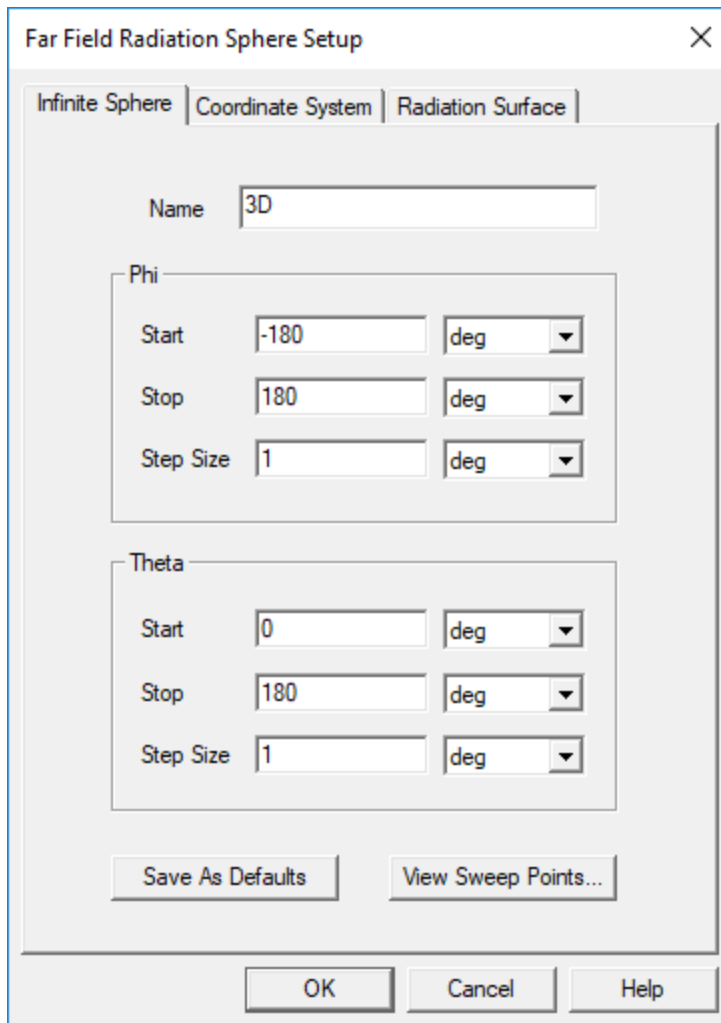 Far Field Radiation Sphere Setup
Infinite Sphere Coordinate System Radiation Surface
Name 3D
Phi
Start -180 deg
Stop 180 deg
Step Size 1 deg
Theta
Start 0 deg
Stop 180 deg
Step Size 1 deg
Save As Defaults View Sweep Points...
OK Cancel Help